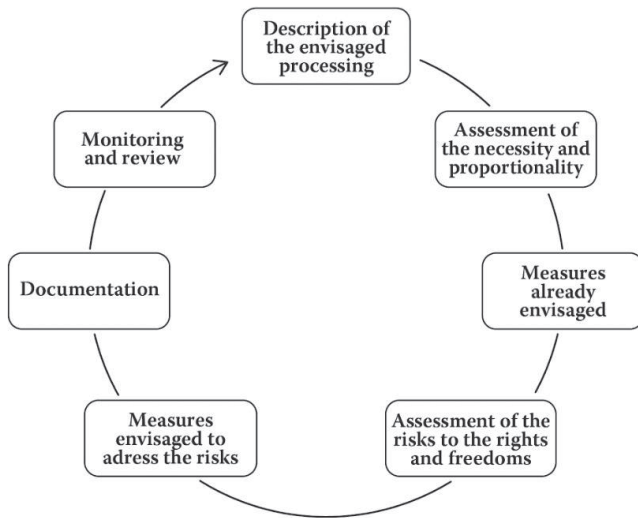 Description of
the envisaged
processing
Assessment of
the necessity and
proportionality
Measures
already
envisaged
Assessment of the
risks to the rights
and freedoms
Measures
envisaged to
adress the risks
Documentation
Monitoring
and review